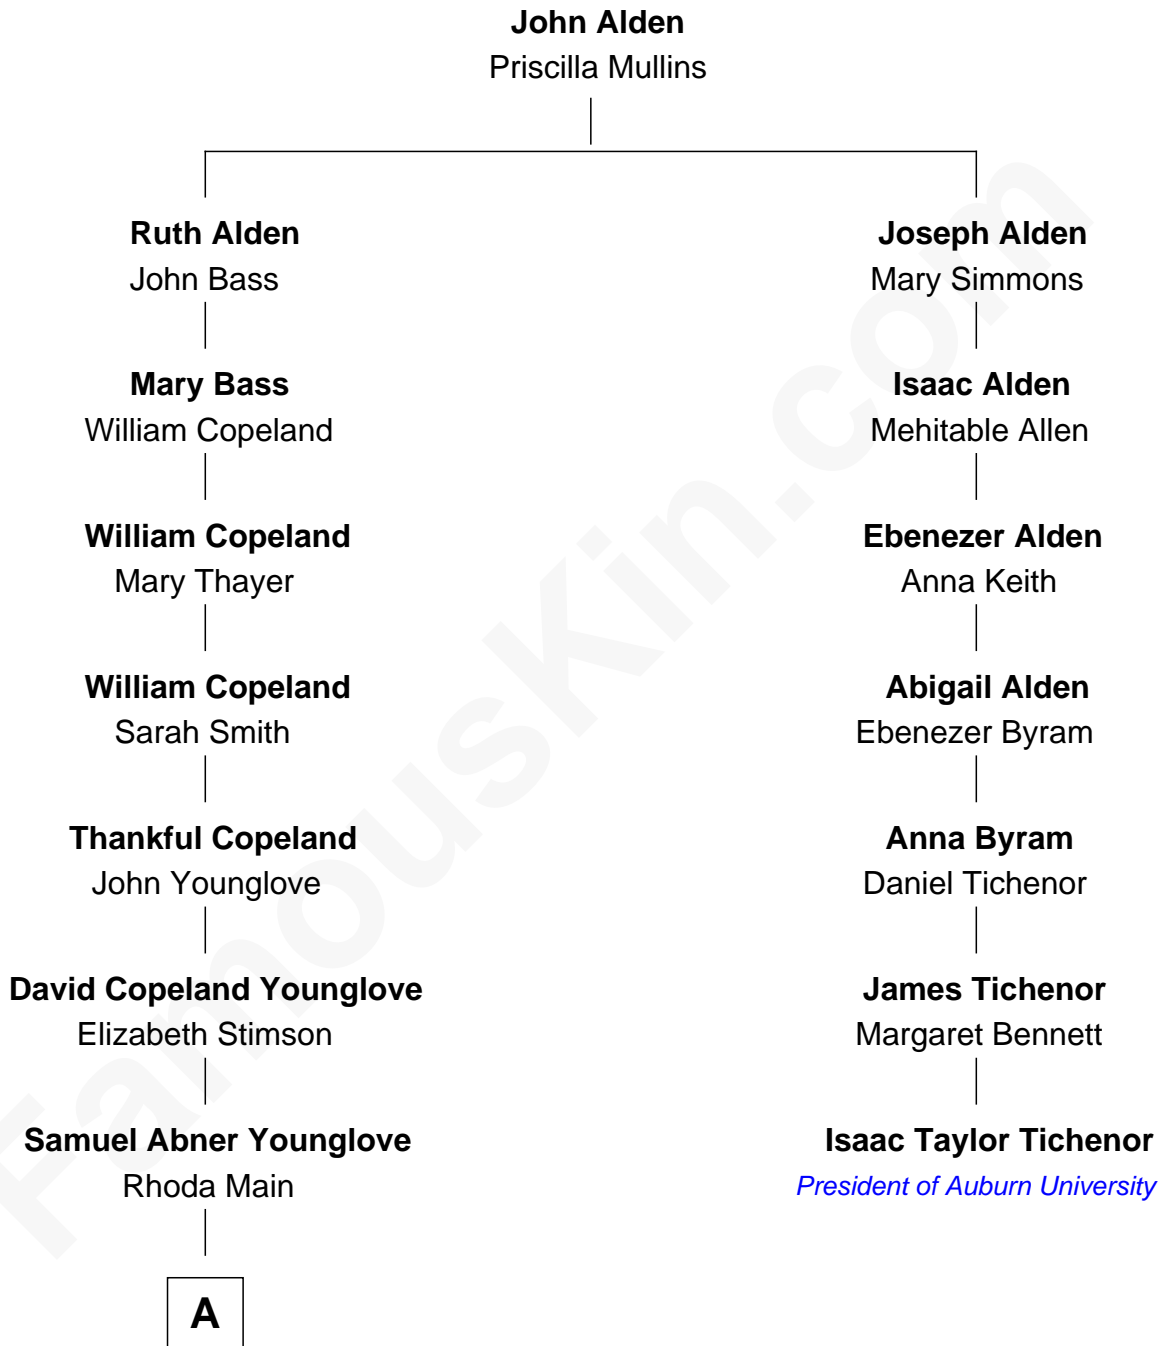 John Alden
Priscilla Mullins
Ruth Alden
John Bass
Joseph Alden
Mary Simmons
Mary Bass
William Copeland
Isaac Alden
Mehitable Allen
William Copeland
Mary Thayer
Ebenezer Alden
Anna Keith
William Copeland
Sarah Smith
Abigail Alden
Ebenezer Byram
Thankful Copeland
John Younglove
Anna Byram
Daniel Tichenor
David Copeland Younglove
Elizabeth Stimson
James Tichenor
Margaret Bennett
Samuel Abner Younglove
Rhoda Main
Isaac Taylor Tichenor
President of Auburn University
A
FamousKin.com